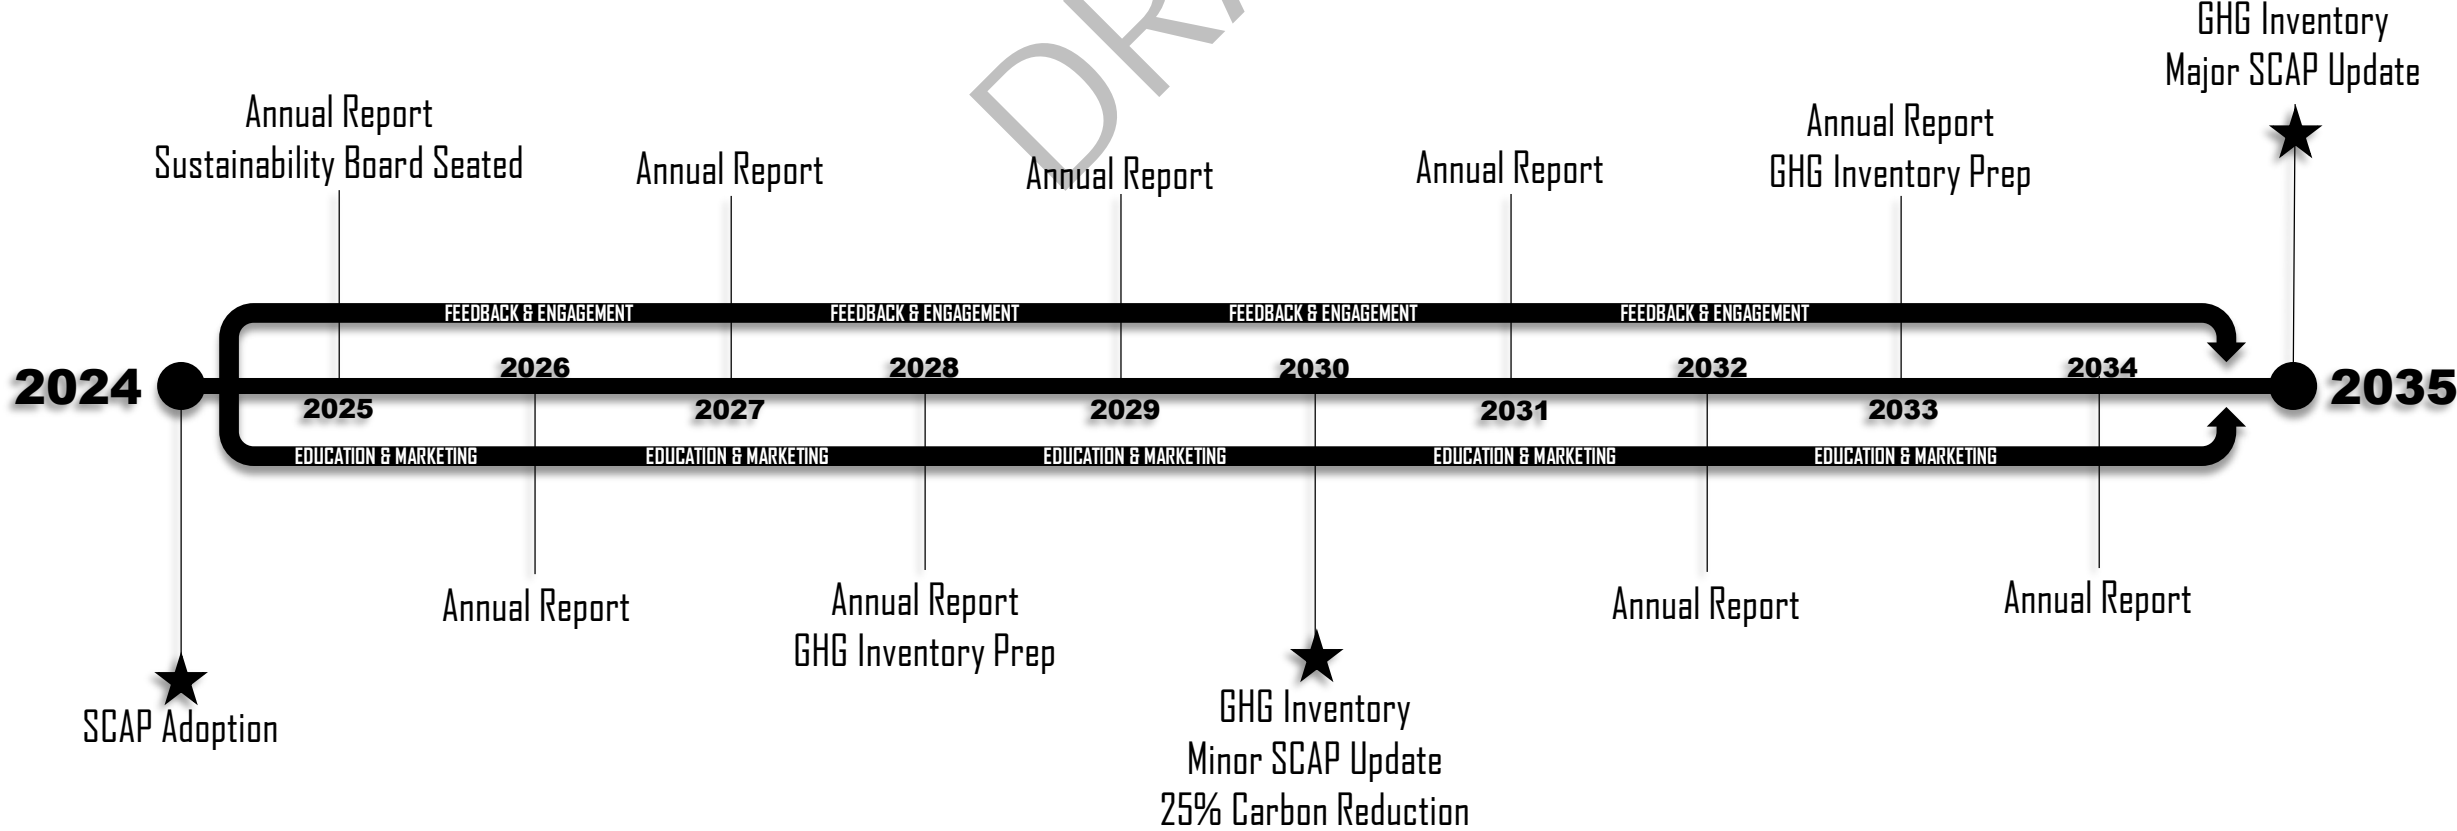 DRA
GHG Inventory
Major SCAP Update
Annual Report
Sustainability Board Seated
Annual Report
Annual Report
Annual Report
Annual Report
GHG Inventory Prep
FEEDBACK & ENGAGEMENT
FEEDBACK & ENGAGEMENT
FEEDBACK & ENGAGEMENT
FEEDBACK & ENGAGEMENT
2024
2025
2026
2027
2028
2029
2030
2031
2032
2033
2034
2035
EDUCATION & MARKETING
EDUCATION & MARKETING
EDUCATION & MARKETING
EDUCATION & MARKETING
EDUCATION & MARKETING
SCAP Adoption
Annual Report
Annual Report
GHG Inventory Prep
GHG Inventory
Minor SCAP Update
25% Carbon Reduction
Annual Report
Annual Report